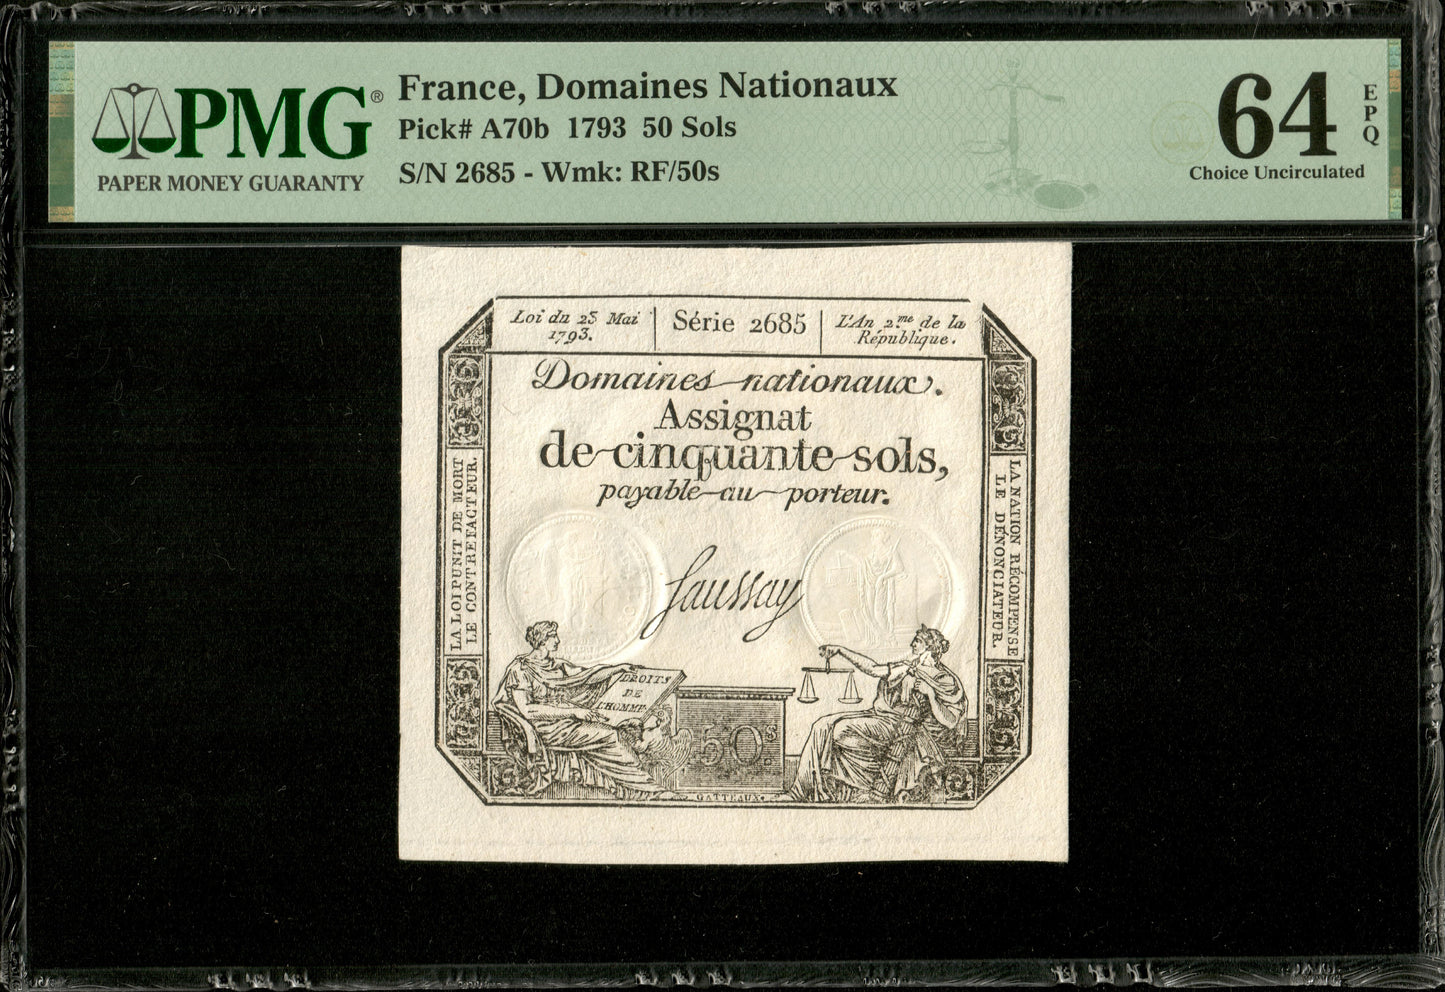 PMG®
PAPER MONEY GUARANTY
France, Domaines Nationaux
Pick# A70b 1793 50 Sols
S/N 2685 - Wmk: RF/50s
64
EPQ
Choice Uncirculated
Loi du 23 Mai
1793.
Série 2685
L'An 2.me de la
République.
Domaines nationaux.
Assignat
de cinquante sols,
payable au porteur.
LA LOI PUNIT DE MORT
LE CONTREFACTEUR.
LA NATION RÉCOMPENSE
LE DÉNONCIATEUR.
Saussay
DROITS
DE
L'HOMME.
50.s
GATTEAUX.